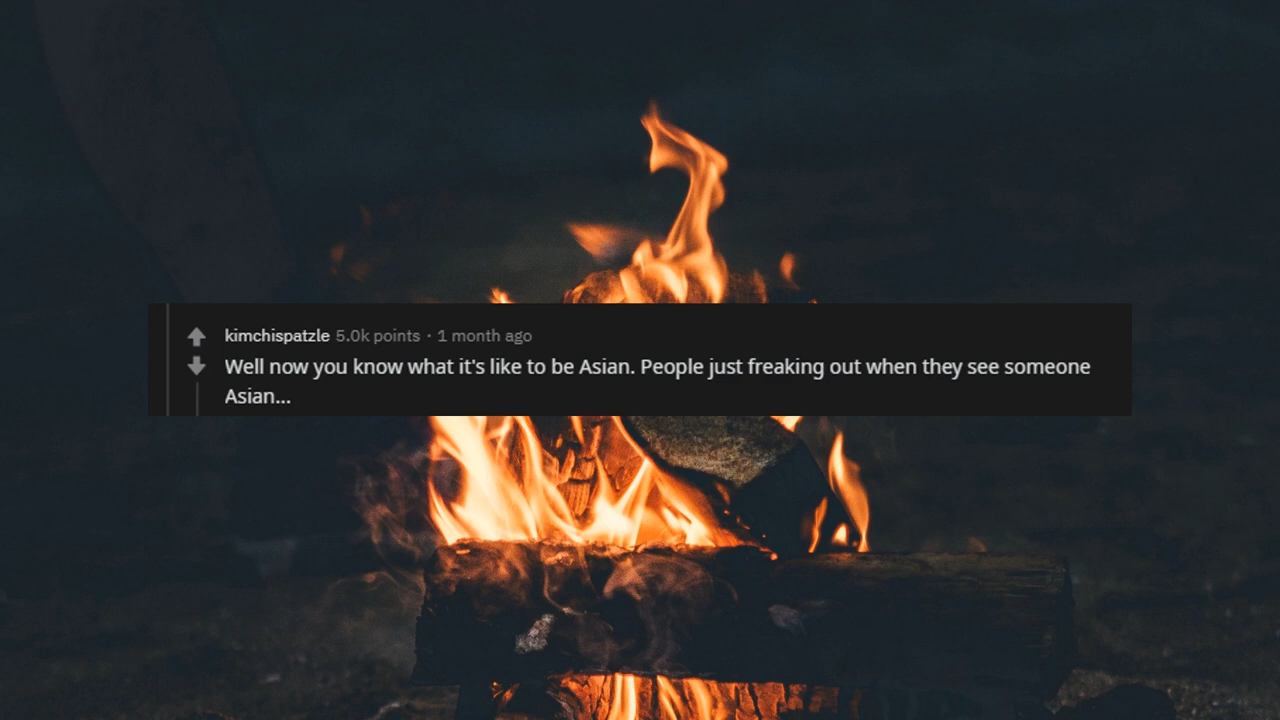 kimchispatzle 5.0k points · 1 month ago
Well now you know what it's like to be Asian. People just freaking out when they see someone
Asian...